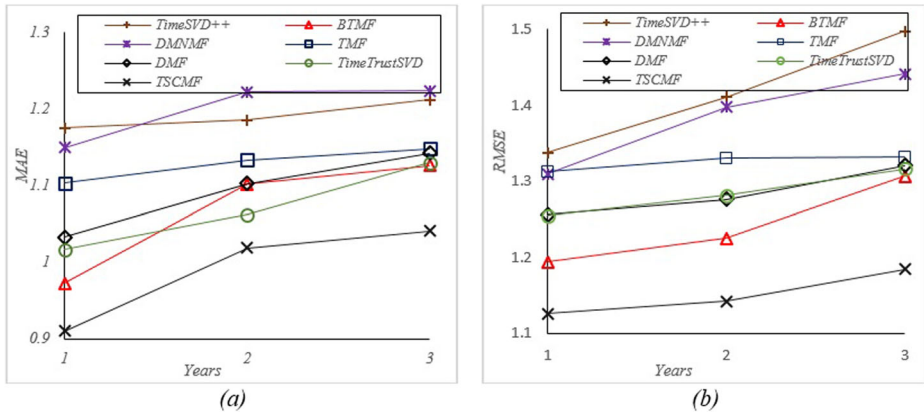 1.3
TimeSVD++ BTMF
DMNMF TMF
DMF TimeTrustSVD
TSCMF
1.2
1.1
1
0.9
MAE
1 2 3
Years
(a)
1.5
TimeSVD++ BTMF
DMNMF TMF
DMF TimeTrustSVD
TSCMF
1.4
1.3
1.2
1.1
RMSE
1 2 3
Years
(b)